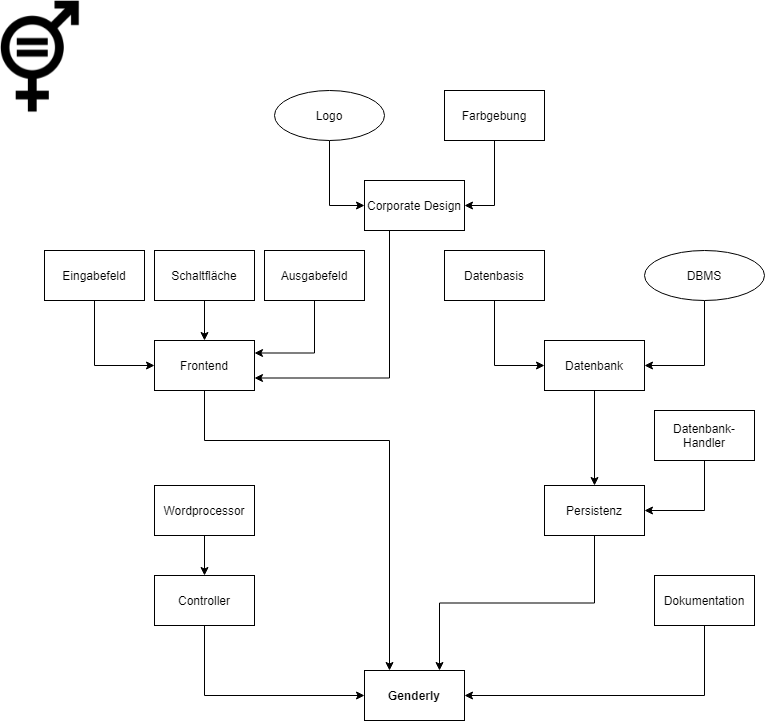 Logo
Farbgebung
Corporate Design
Eingabefeld
Schaltfläche
Ausgabefeld
Datenbasis
DBMS
Frontend
Datenbank
Datenbank-
Handler
Wordprocessor
Persistenz
Controller
Dokumentation
Genderly